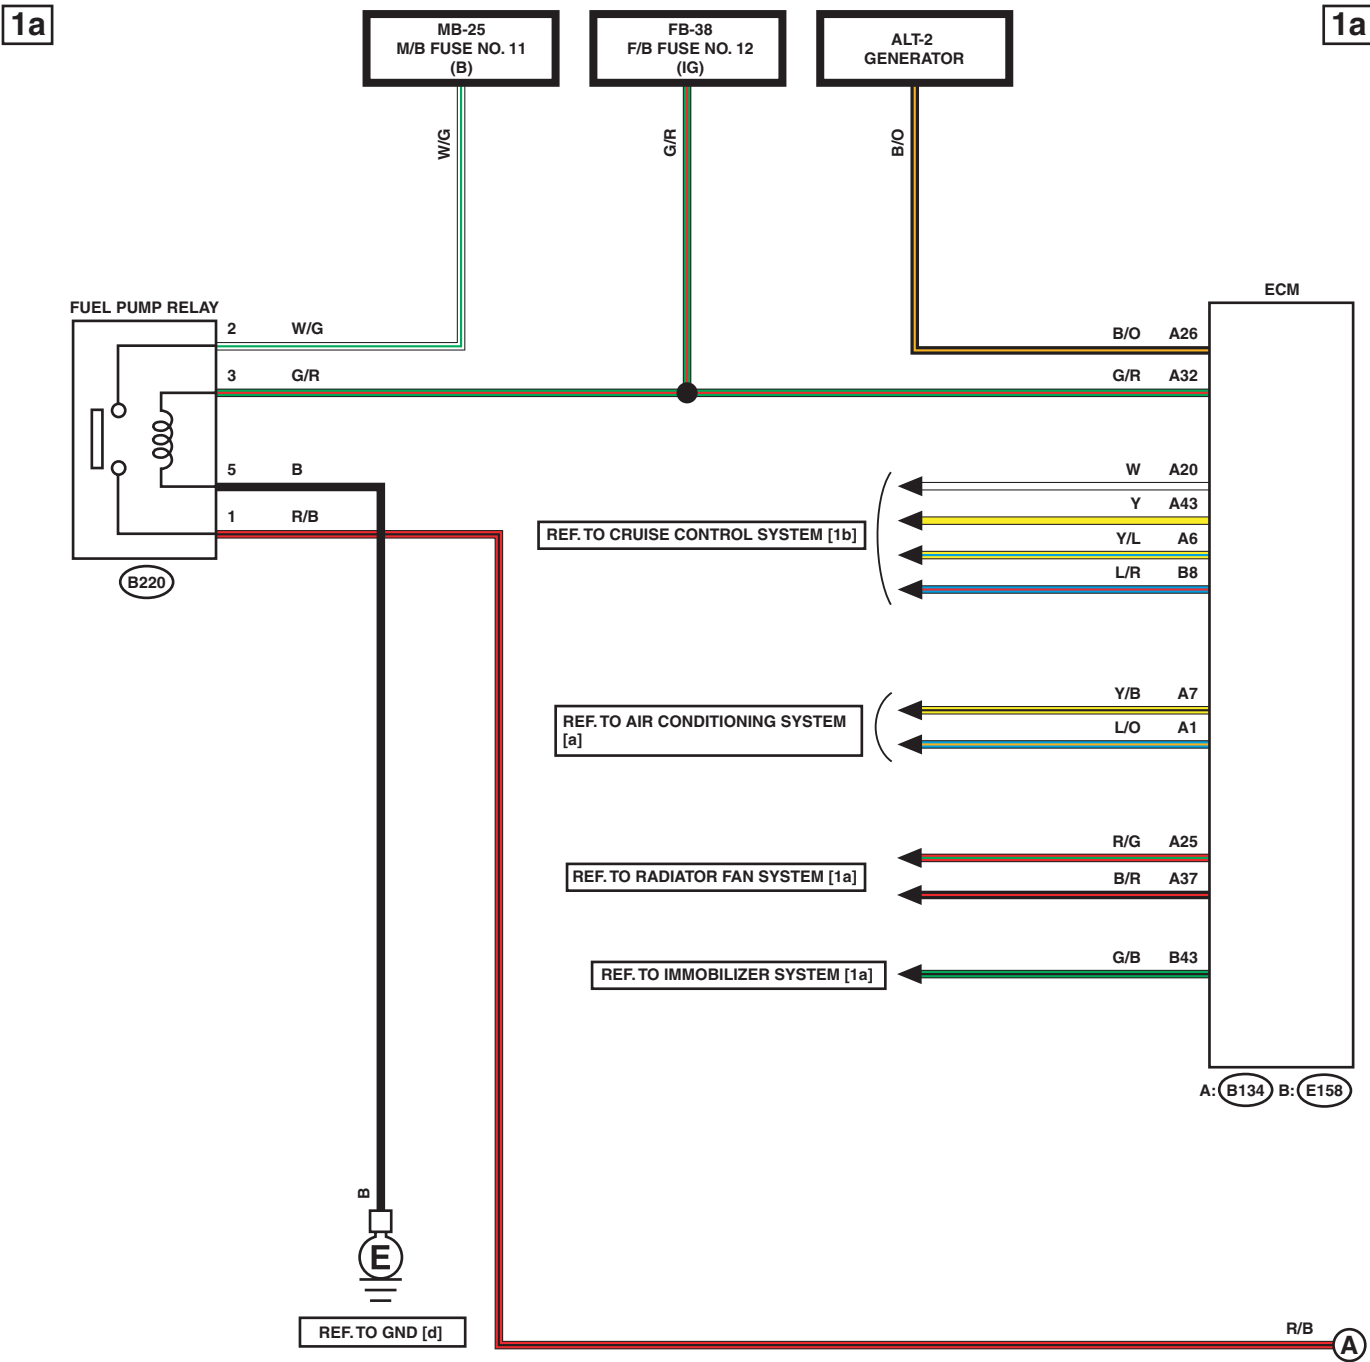 1a
1a
MB-25
M/B FUSE NO. 11
(B)
FB-38
F/B FUSE NO. 12
(IG)
ALT-2
GENERATOR
W/G
G/R
B/O
FUEL PUMP RELAY
2 W/G
3 G/R
5 B
1 R/B
B220
ECM
B/O A26
G/R A32
W A20
Y A43
Y/L A6
L/R B8
REF. TO CRUISE CONTROL SYSTEM [1b]
Y/B A7
L/O A1
REF. TO AIR CONDITIONING SYSTEM
[a]
R/G A25
B/R A37
REF. TO RADIATOR FAN SYSTEM [1a]
G/B B43
REF. TO IMMOBILIZER SYSTEM [1a]
A: B134 B: E158
B
E
REF. TO GND [d]
R/B
A